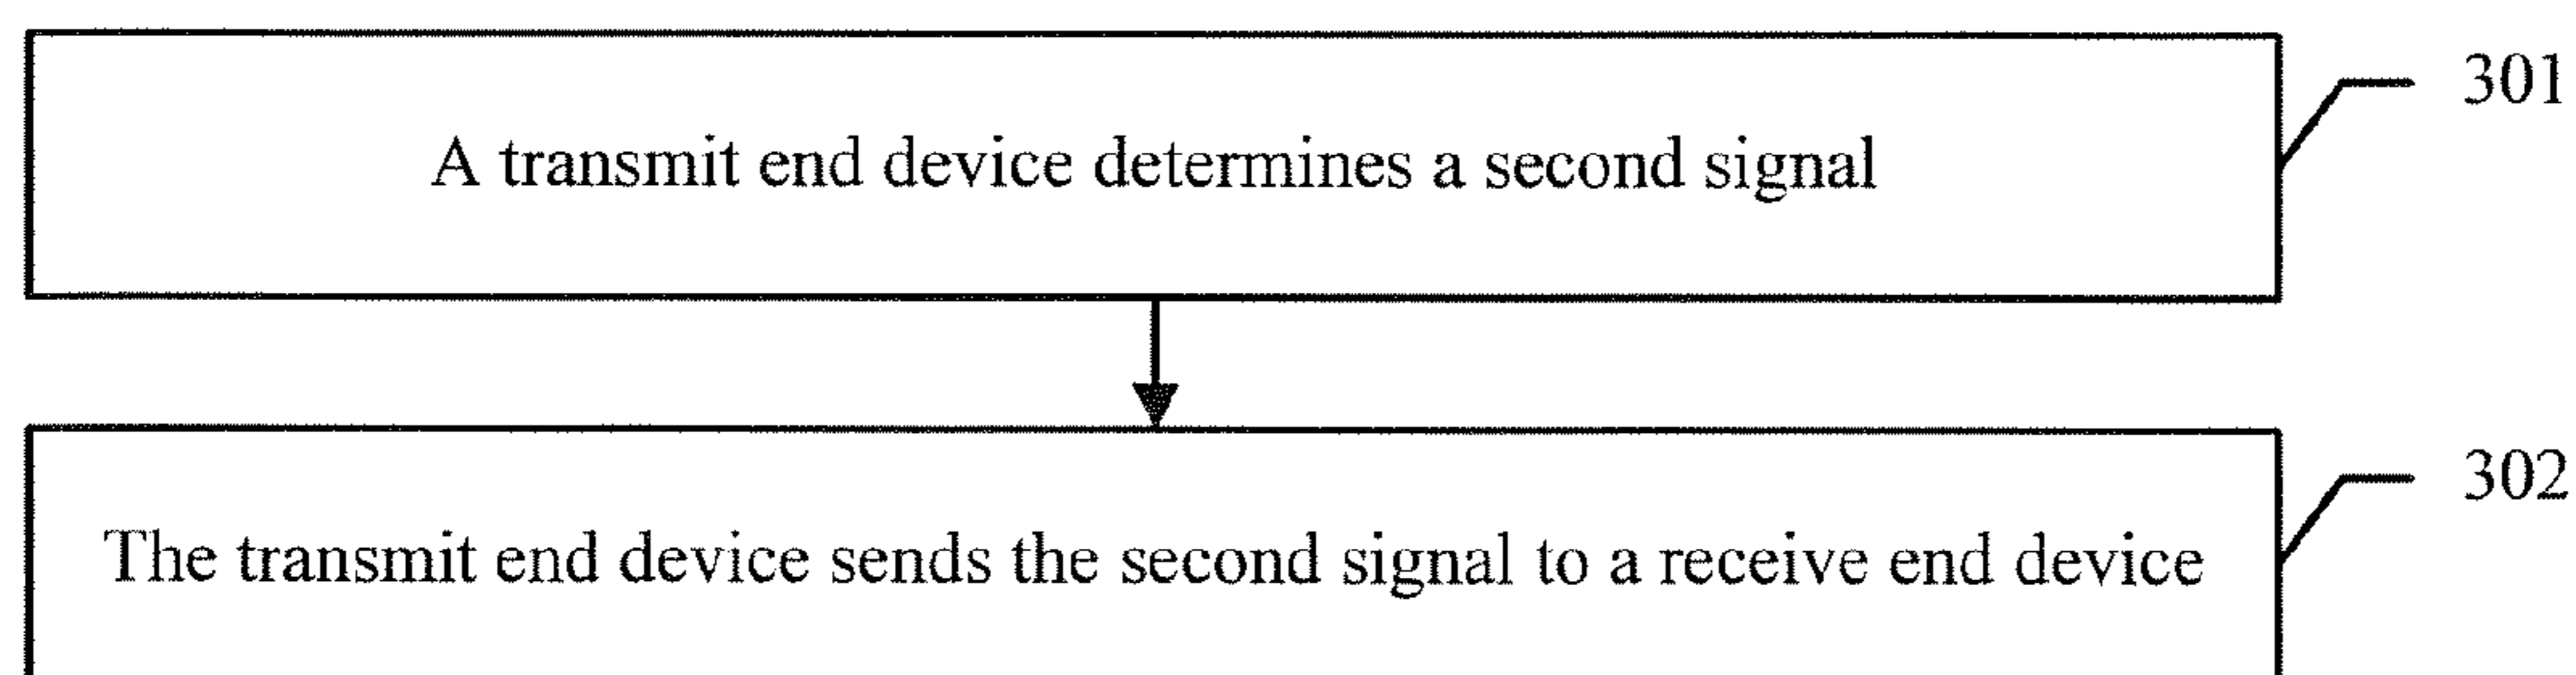 301
A transmit end device determines a second signal
302
The transmit end device sends the second signal to a receive end device